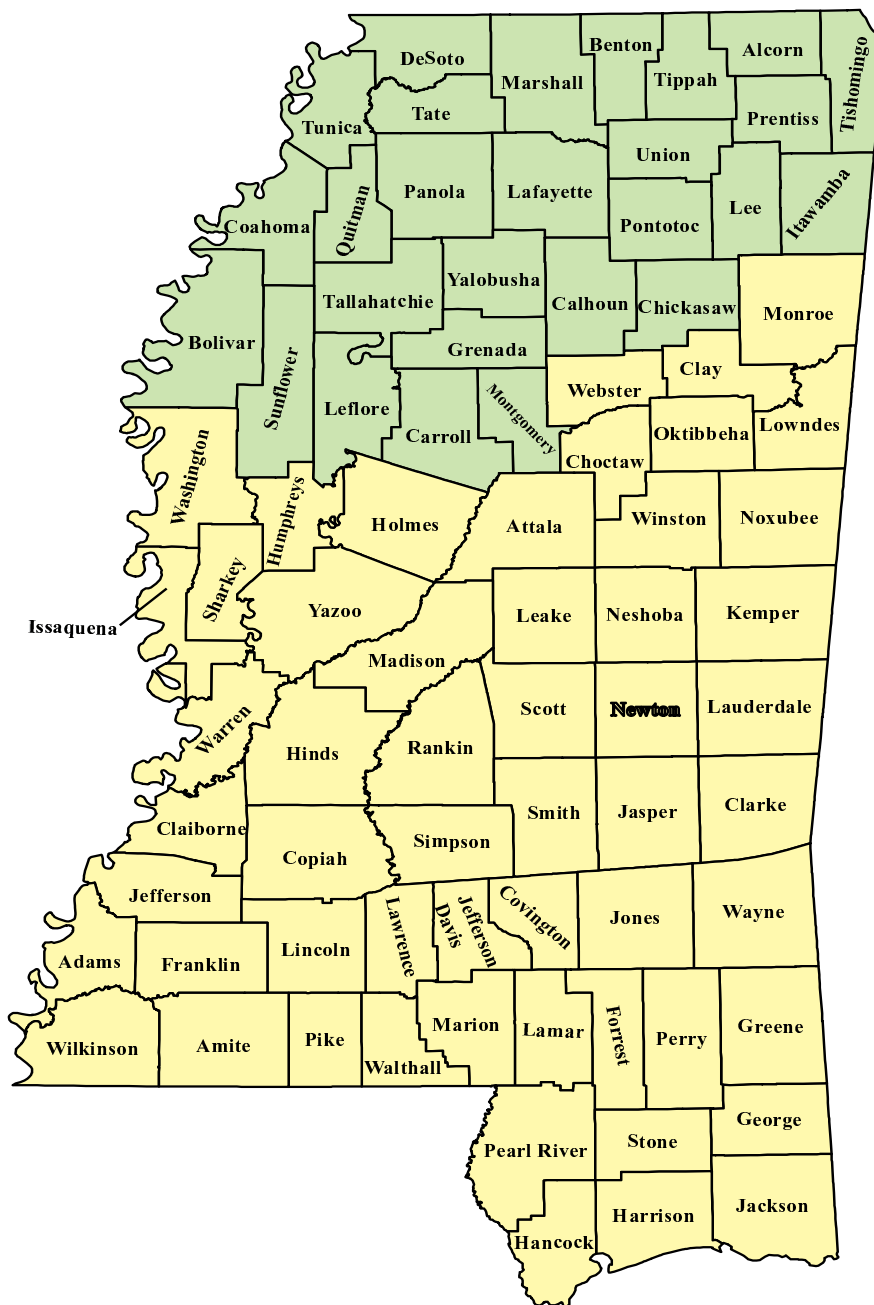 DeSoto
Benton
Alcorn
Tishomingo
Marshall
Tippah
Tate
Tunica
Prentiss
Union
Panola
Lafayette
Quitman
Lee
Itawamba
Coahoma
Pontotoc
Yalobusha
Tallahatchie
Calhoun
Chickasaw
Monroe
Bolivar
Grenada
Sunflower
Clay
Webster
Leflore
Montgomery
Carroll
Lowndes
Oktibbeha
Choctaw
Washington
Humphreys
Holmes
Attala
Winston
Noxubee
Sharkey
Yazoo
Leake
Neshoba
Kemper
Issaquena
Madison
Scott
Newton
Lauderdale
Warren
Hinds
Rankin
Smith
Jasper
Clarke
Claiborne
Simpson
Copiah
Jefferson
Lawrence
Jefferson
Davis
Covington
Jones
Wayne
Lincoln
Adams
Franklin
Marion
Lamar
Forrest
Perry
Greene
Wilkinson
Amite
Pike
Walthall
George
Pearl River
Stone
Harrison
Jackson
Hancock